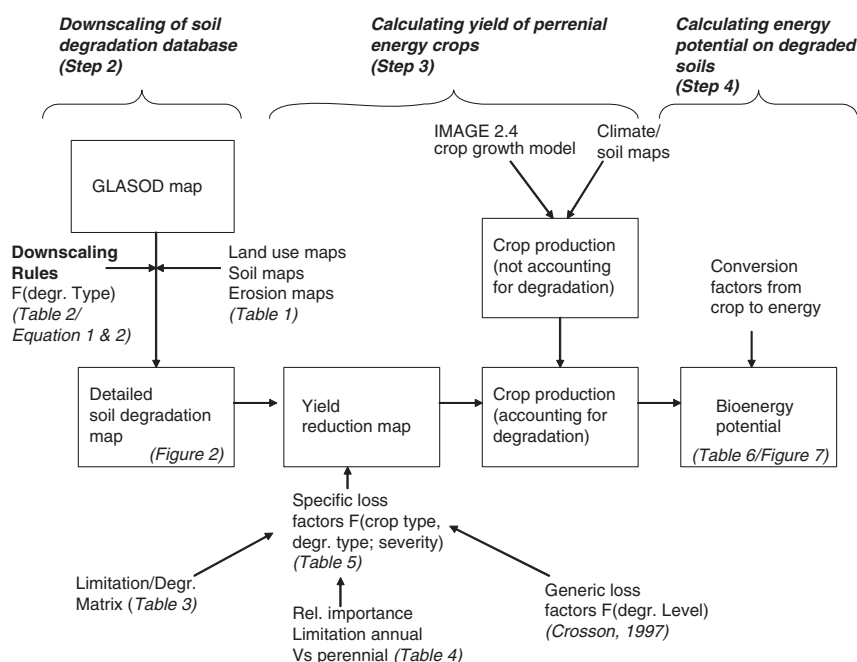 Downscaling of soil
degradation database
(Step 2)
Calculating yield of perrenial
energy crops
(Step 3)
Calculating energy
potential on degraded
soils
(Step 4)
IMAGE 2.4
crop growth model
Climate/
soil maps
GLASOD map
Downscaling
Rules
F(degr. Type)
(Table 2/
Equation 1 & 2)
Land use maps
Soil maps
Erosion maps
(Table 1)
Crop production
(not accounting
for degradation)
Conversion
factors from
crop to energy
Detailed
soil degradation
map
(Figure 2)
Yield
reduction map
Crop production
(accounting for
degradation)
Bioenergy
potential
(Table 6/Figure 7)
Specific loss
factors F(crop type,
degr. type; severity)
(Table 5)
Limitation/Degr.
Matrix (Table 3)
Rel. importance
Limitation annual
Vs perennial (Table 4)
Generic loss
factors F(degr. Level)
(Crosson, 1997)